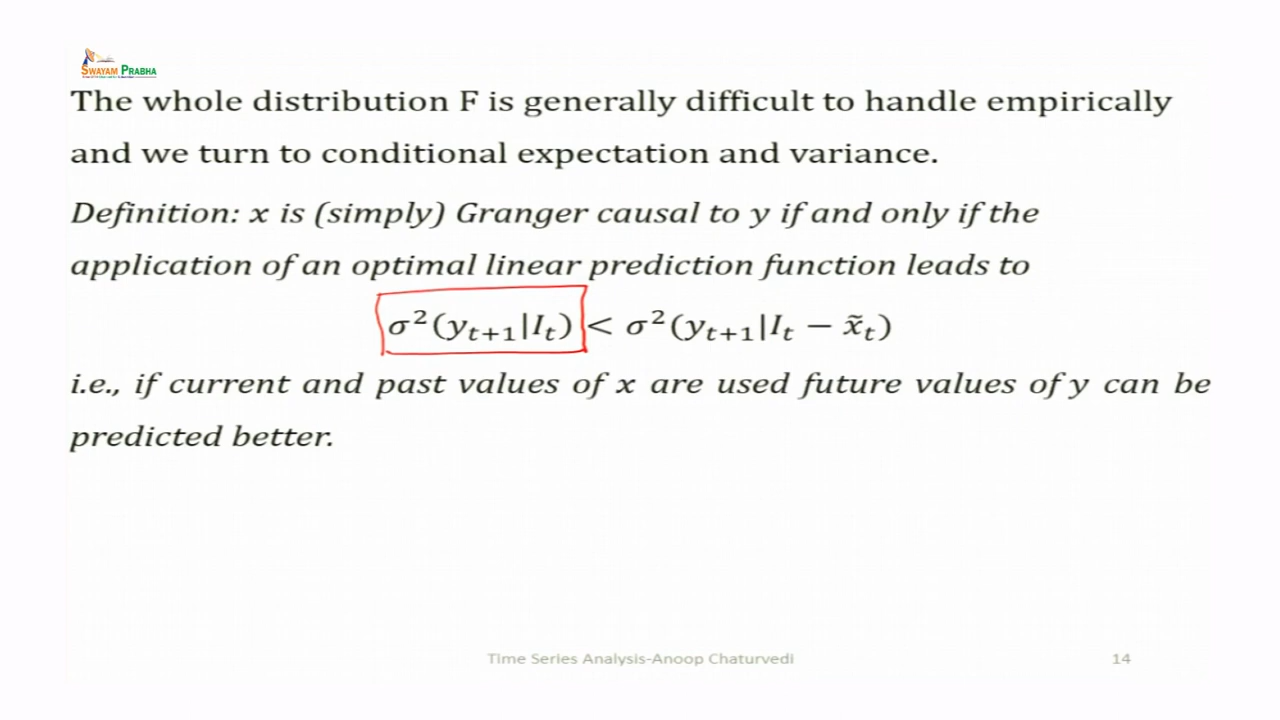 SWAYAM PRABHA
The whole distribution F is generally difficult to handle empirically
and we turn to conditional expectation and variance.
Definition: x is (simply) Granger causal to y if and only if the
application of an optimal linear prediction function leads to
σ²(yₜ₊₁|Iₜ) < σ²(yₜ₊₁|Iₜ − x̃ₜ)
i.e., if current and past values of x are used future values of y can be
predicted better.
Time Series Analysis-Anoop Chaturvedi
14